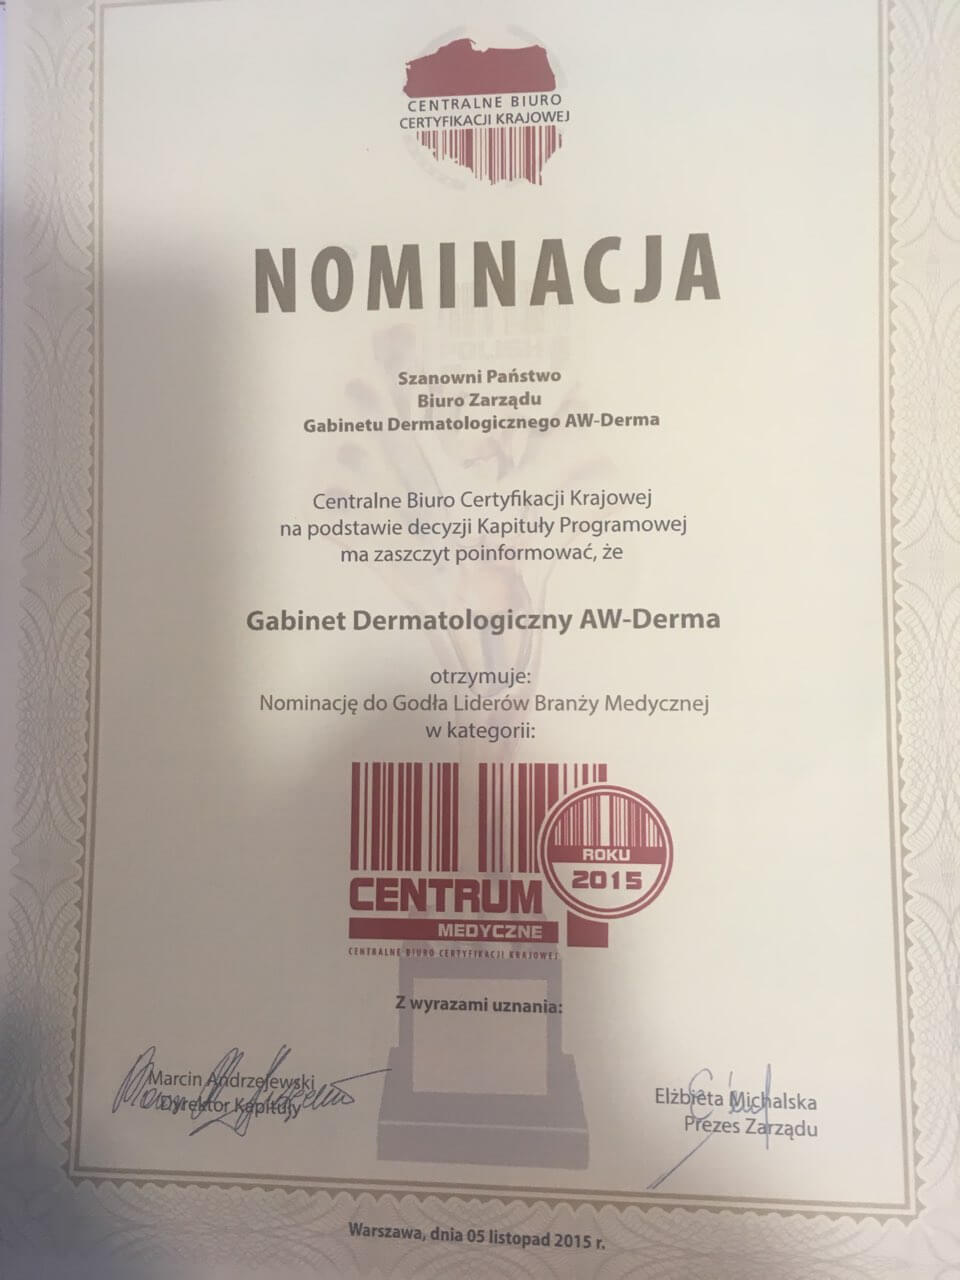 CENTRALNE BIURO
CERTYFIKACJI KRAJOWEJ
NOMINACJA
POLISH
Szanowni Państwo
Biuro Zarządu
Gabinetu Dermatologicznego AW-Derma
Centralne Biuro Certyfikacji Krajowej
na podstawie decyzji Kapituły Programowej
ma zaszczyt poinformować, że
Gabinet Dermatologiczny AW-Derma
otrzymuje:
Nominację do Godła Liderów Branży Medycznej
w kategorii:
ROKU
2015
CENTRUM
MEDYCZNE
CENTRALNE BIURO CERTYFIKACJI KRAJOWEJ
Z wyrazami uznania:
Marcin Andrzejewski
Dyrektor Kapituły
Elżbieta Michalska
Prezes Zarządu
Warszawa, dnia 05 listopad 2015 r.